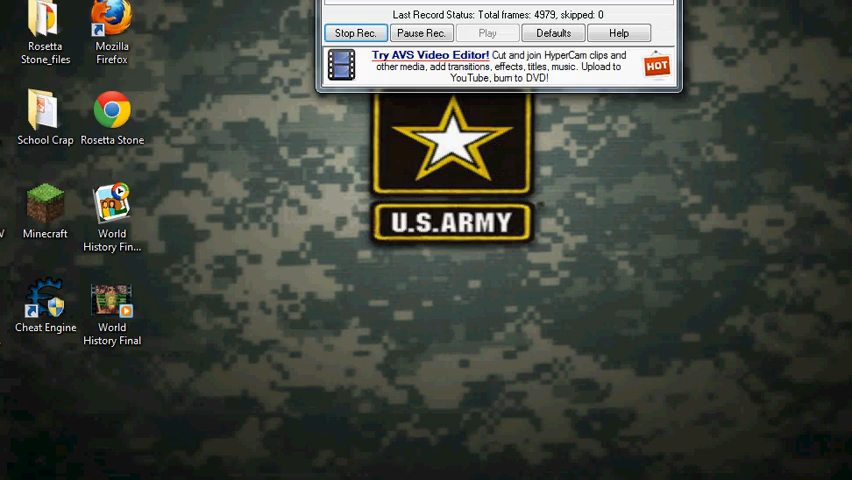 Last Record Status: Total frames: 4979, skipped: 0
Stop Rec.
Pause Rec.
Play
Defaults
Help
Try AVS Video Editor! Cut and join HyperCam clips and
other media, add transitions, effects, titles, music. Upload to
YouTube, burn to DVD!
HOT
Rosetta
Stone_files
Mozilla
Firefox
School Crap
Rosetta Stone
Minecraft
World
History Fin...
Cheat Engine
World
History Final
U.S.ARMY